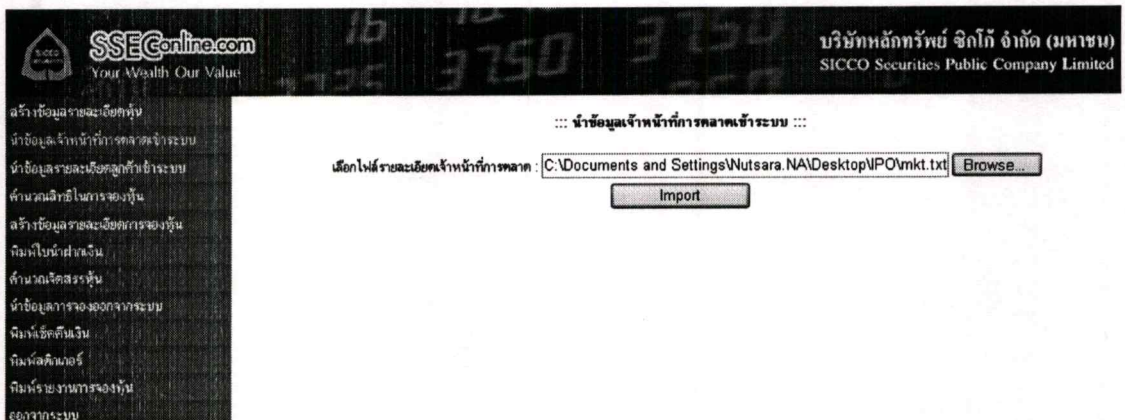 SICCO
SSEConline.com
Your Wealth Our Value
บริษัทหลักทรัพย์ ซิกโก้ จำกัด (มหาชน)
SICCO Securities Public Company Limited
สร้างข้อมูลรายละเอียดหุ้น
นำข้อมูลเจ้าหน้าที่การตลาดเข้าระบบ
นำข้อมูลรายละเอียดลูกค้าเข้าระบบ
คำนวณสิทธิในการจองหุ้น
สร้างข้อมูลรายละเอียดการจองหุ้น
พิมพ์ใบนำฝากเงิน
คำนวณจัดสรรหุ้น
นำข้อมูลการจองออกจากระบบ
พิมพ์เช็คคืนเงิน
พิมพ์สติกเกอร์
พิมพ์รายงานการจองหุ้น
ออกจากระบบ
::: นำข้อมูลเจ้าหน้าที่การตลาดเข้าระบบ :::
เลือกไฟล์รายละเอียดเจ้าหน้าที่การตลาด : C:\Documents and Settings\Nutsara.NA\Desktop\IPO\mkt.txt Browse...
Import